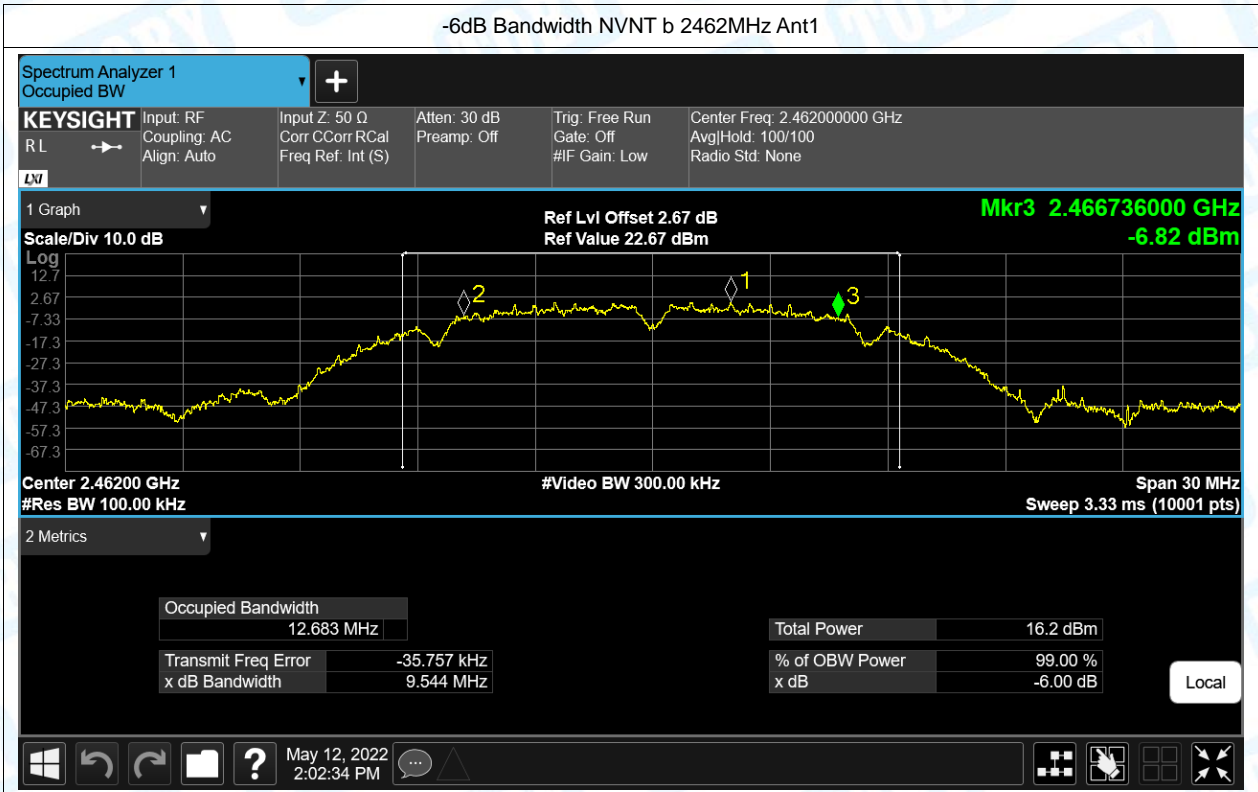 -6dB Bandwidth NVNT b 2462MHz Ant1
Spectrum Analyzer 1
Occupied BW
KEYSIGHT
R L
LXI
Input: RF
Coupling: AC
Align: Auto
Input Z: 50 Ω
Corr CCorr RCal
Freq Ref: Int (S)
Atten: 30 dB
Preamp: Off
Trig: Free Run
Gate: Off
#IF Gain: Low
Center Freq: 2.462000000 GHz
Avg|Hold: 100/100
Radio Std: None
1 Graph
Ref Lvl Offset 2.67 dB
Mkr3 2.466736000 GHz
Scale/Div 10.0 dB
Ref Value 22.67 dBm
-6.82 dBm
Log
12.7
2.67
-7.33
-17.3
-27.3
-37.3
-47.3
-57.3
-67.3
2
1
3
Center 2.46200 GHz
#Video BW 300.00 kHz
Span 30 MHz
#Res BW 100.00 kHz
Sweep 3.33 ms (10001 pts)
2 Metrics
Occupied Bandwidth
12.683 MHz
Total Power 16.2 dBm
Transmit Freq Error -35.757 kHz
% of OBW Power 99.00 %
x dB Bandwidth 9.544 MHz
x dB -6.00 dB
Local
May 12, 2022
2:02:34 PM